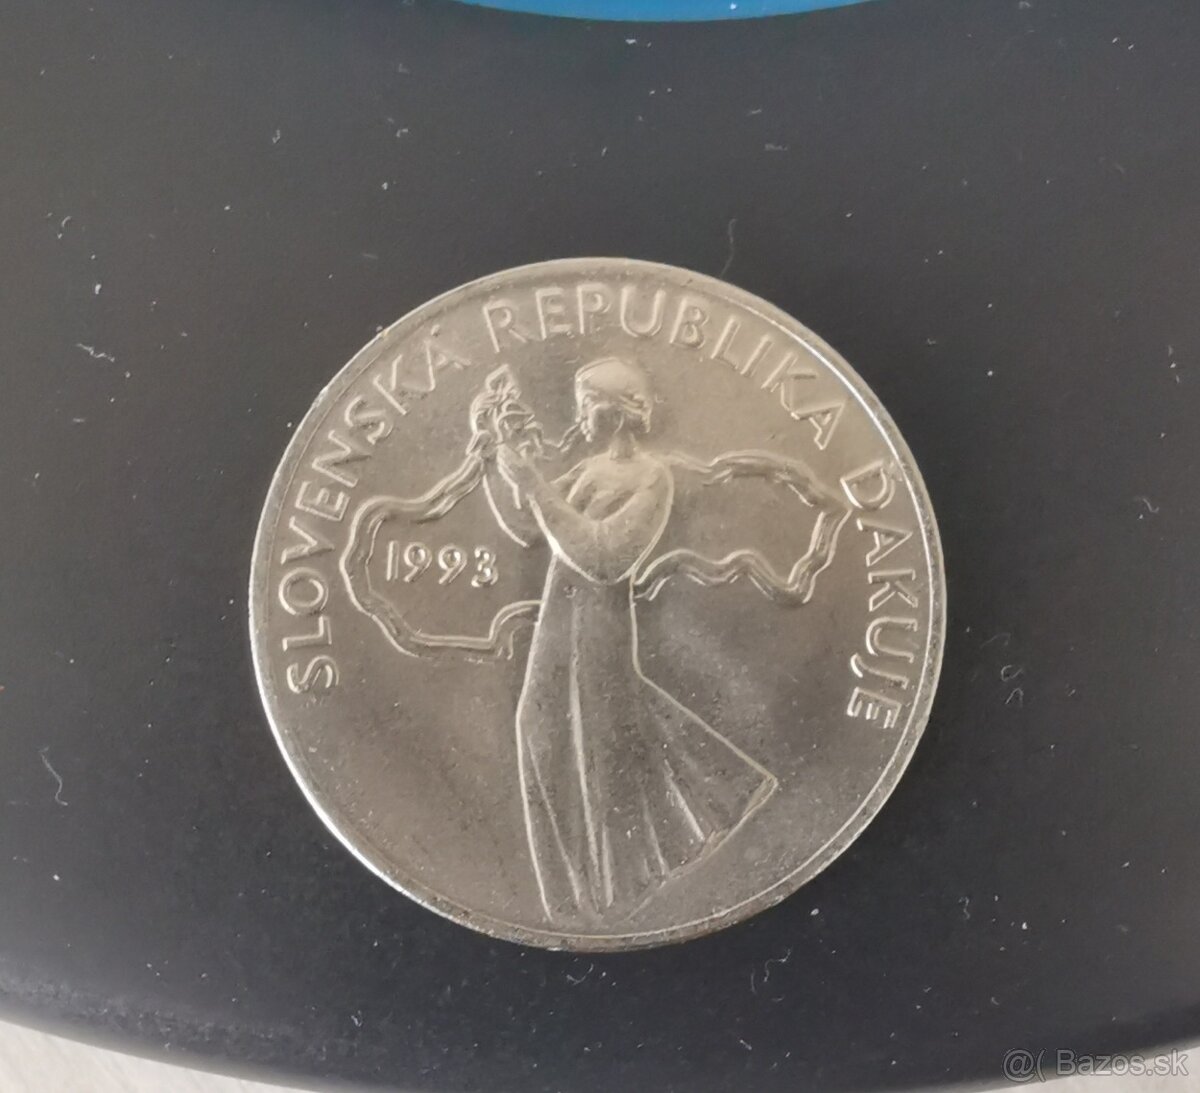 SLOVENSKÁ REPUBLIKA ĎAKUJE
1993
@( Bazos.sk